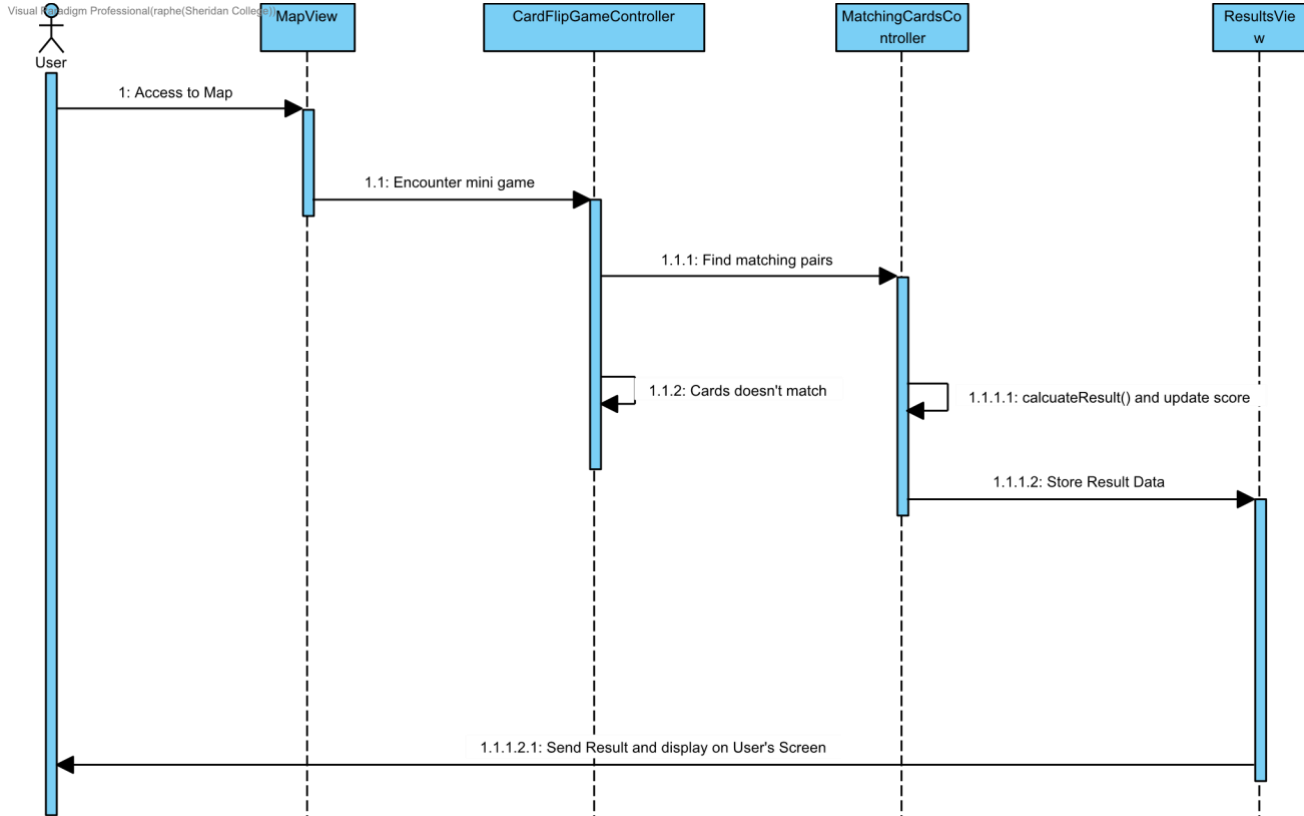 Visual Paradigm Professional(raphe(Sheridan College))
User
MapView
CardFlipGameController
MatchingCardsCo
ntroller
ResultsVie
w
1: Access to Map
1.1: Encounter mini game
1.1.1: Find matching pairs
1.1.2: Cards doesn't match
1.1.1.1: calcuateResult() and update score
1.1.1.2: Store Result Data
1.1.1.2.1: Send Result and display on User's Screen